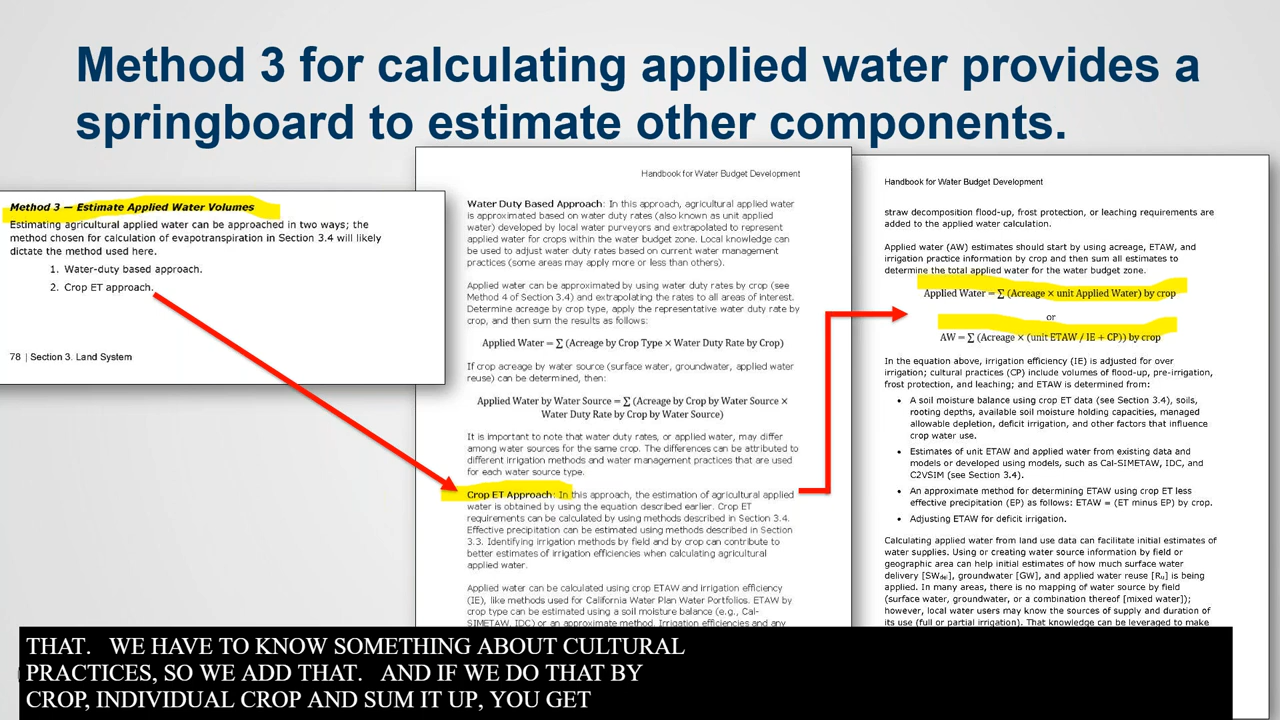 Method 3 for calculating applied water provides a
springboard to estimate other components.
Method 3 — Estimate Applied Water Volumes
Estimating agricultural applied water can be approached in two ways; the
method chosen for calculation of evapotranspiration in Section 3.4 will likely
dictate the method used here.
1. Water-duty based approach.
2. Crop ET approach.
78 | Section 3. Land System
Handbook for Water Budget Development
Water Duty Based Approach: In this approach, agricultural applied water
is approximated based on water duty rates (also known as unit applied
water) developed by local water purveyors and extrapolated to represent
applied water for crops within the water budget zone. Local knowledge can
be used to adjust water duty rates based on current water management
practices (some areas may apply more or less than others).
Applied water can be approximated by using water duty rates by crop (see
Method 4 of Section 3.4) and extrapolating the rates to all areas of interest.
Determine acreage by crop type, apply the representative water duty rate by
crop, and then sum the results as follows:
Applied Water = ∑ (Acreage by Crop Type × Water Duty Rate by Crop)
If crop acreage by water source (surface water, groundwater, applied water
reuse) can be determined, then:
Applied Water by Water Source = ∑ (Acreage by Crop by Water Source ×
Water Duty Rate by Crop by Water Source)
It is important to note that water duty rates, or applied water, may differ
among water sources for the same crop. The differences can be attributed to
different irrigation methods and water management practices that are used
for each water source type.
Crop ET Approach: In this approach, the estimation of agricultural applied
water is obtained by using the equation described earlier. Crop ET
requirements can be calculated by using methods described in Section 3.4.
Effective precipitation can be estimated using methods described in Section
3.3. Identifying irrigation methods by field and by crop can contribute to
better estimates of irrigation efficiencies when calculating agricultural
applied water.
Applied water can be calculated using crop ETAW and irrigation efficiency
(IE), like methods used for California Water Plan Water Portfolios. ETAW by
crop type can be estimated using a soil moisture balance (e.g., Cal-
SIMETAW, IDC) or an approximate method. Irrigation efficiencies and any
Handbook for Water Budget Development
straw decomposition flood-up, frost protection, or leaching requirements are
added to the applied water calculation.
Applied water (AW) estimates should start by using acreage, ETAW, and
irrigation practice information by crop and then sum all estimates to
determine the total applied water for the water budget zone.
Applied Water = ∑ (Acreage × unit Applied Water) by crop
or
AW = ∑ (Acreage × (unit ETAW / IE + CP)) by crop
In the equation above, irrigation efficiency (IE) is adjusted for over
irrigation; cultural practices (CP) include volumes of flood-up, pre-irrigation,
frost protection, and leaching; and ETAW is determined from:
• A soil moisture balance using crop ET data (see Section 3.4), soils,
rooting depths, available soil moisture holding capacities, managed
allowable depletion, deficit irrigation, and other factors that influence
crop water use.
• Estimates of unit ETAW and applied water from existing data and
models or developed using models, such as Cal-SIMETAW, IDC, and
C2VSIM (see Section 3.4).
• An approximate method for determining ETAW using crop ET less
effective precipitation (EP) as follows: ETAW = (ET minus EP) by crop.
• Adjusting ETAW for deficit irrigation.
Calculating applied water from land use data can facilitate initial estimates of
water supplies. Using or creating water source information by field or
geographic area can help initial estimates of how much surface water
delivery [SWdel], groundwater [GW], and applied water reuse [Ru] is being
applied. In many areas, there is no mapping of water source by field
(surface water, groundwater, or a combination thereof [mixed water]);
however, local water users may know the sources of supply and duration of
its use (full or partial irrigation). That knowledge can be leveraged to make
THAT. WE HAVE TO KNOW SOMETHING ABOUT CULTURAL
PRACTICES, SO WE ADD THAT. AND IF WE DO THAT BY
CROP, INDIVIDUAL CROP AND SUM IT UP, YOU GET